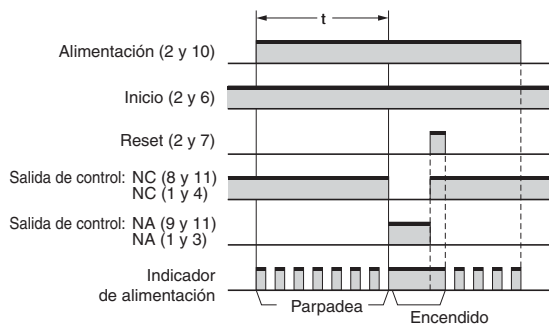 t
Alimentación (2 y 10)
Inicio (2 y 6)
Reset (2 y 7)
Salida de control: NC (8 y 11)
NC (1 y 4)
Salida de control: NA (9 y 11)
NA (1 y 3)
Indicador
de alimentación
Parpadea
Encendido